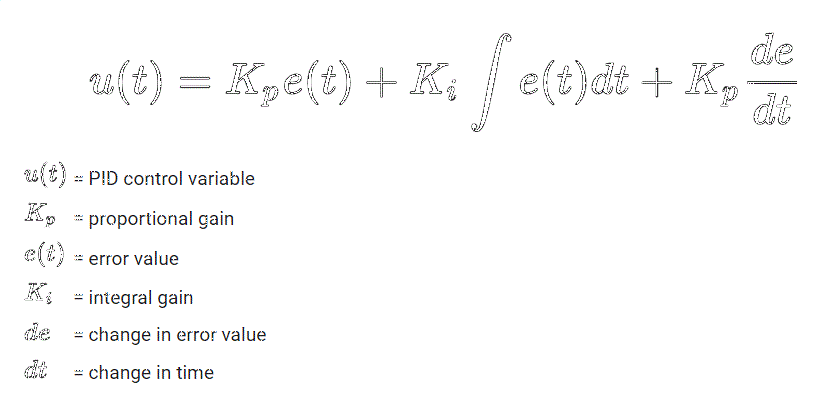 u(t) = K_p e(t) + K_i ∫ e(t)dt + K_p de/dt
u(t) = PID control variable
K_p = proportional gain
e(t) = error value
K_i = integral gain
de = change in error value
dt = change in time